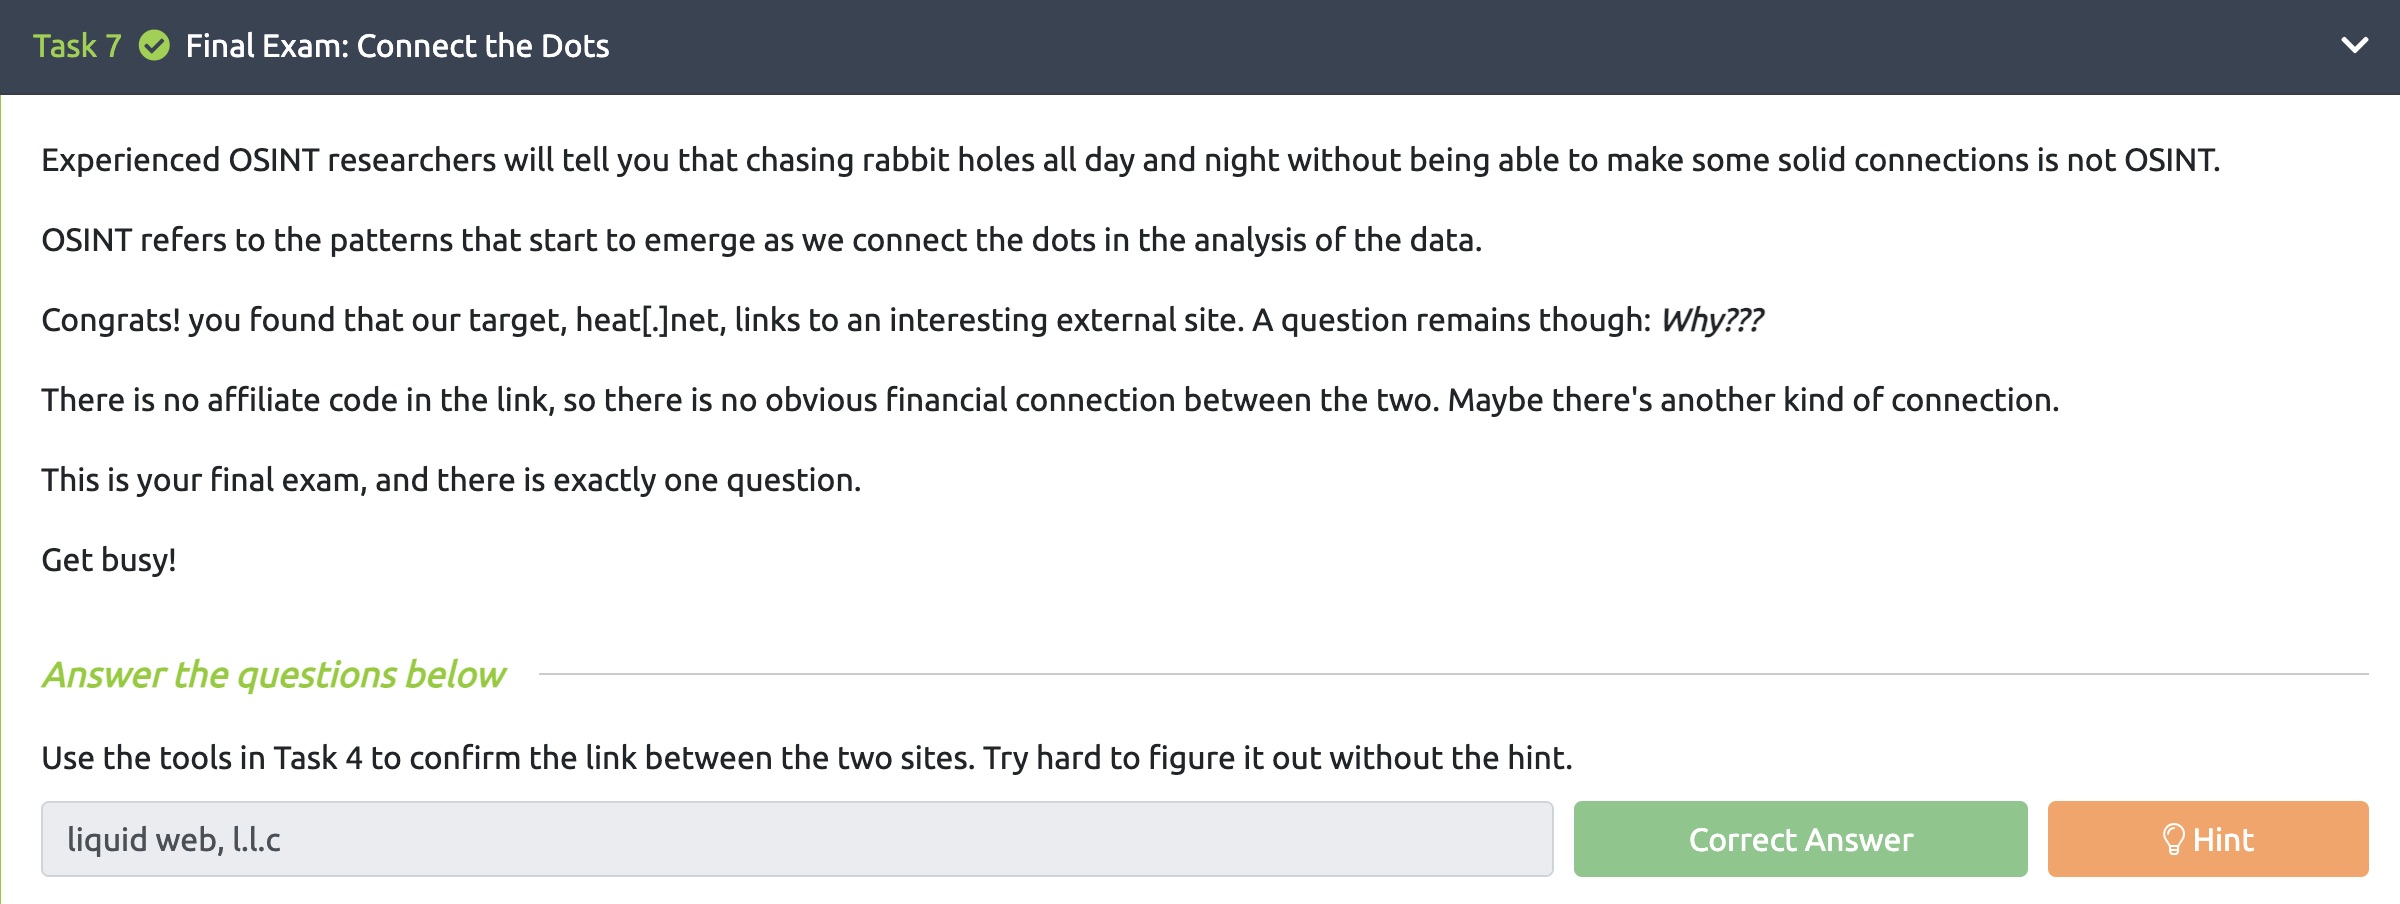 Task 7 Final Exam: Connect the Dots
Experienced OSINT researchers will tell you that chasing rabbit holes all day and night without being able to make some solid connections is not OSINT.
OSINT refers to the patterns that start to emerge as we connect the dots in the analysis of the data.
Congrats! you found that our target, heat[.]net, links to an interesting external site. A question remains though: Why???
There is no affiliate code in the link, so there is no obvious financial connection between the two. Maybe there's another kind of connection.
This is your final exam, and there is exactly one question.
Get busy!
Answer the questions below
Use the tools in Task 4 to confirm the link between the two sites. Try hard to figure it out without the hint.
liquid web, l.l.c Correct Answer Hint